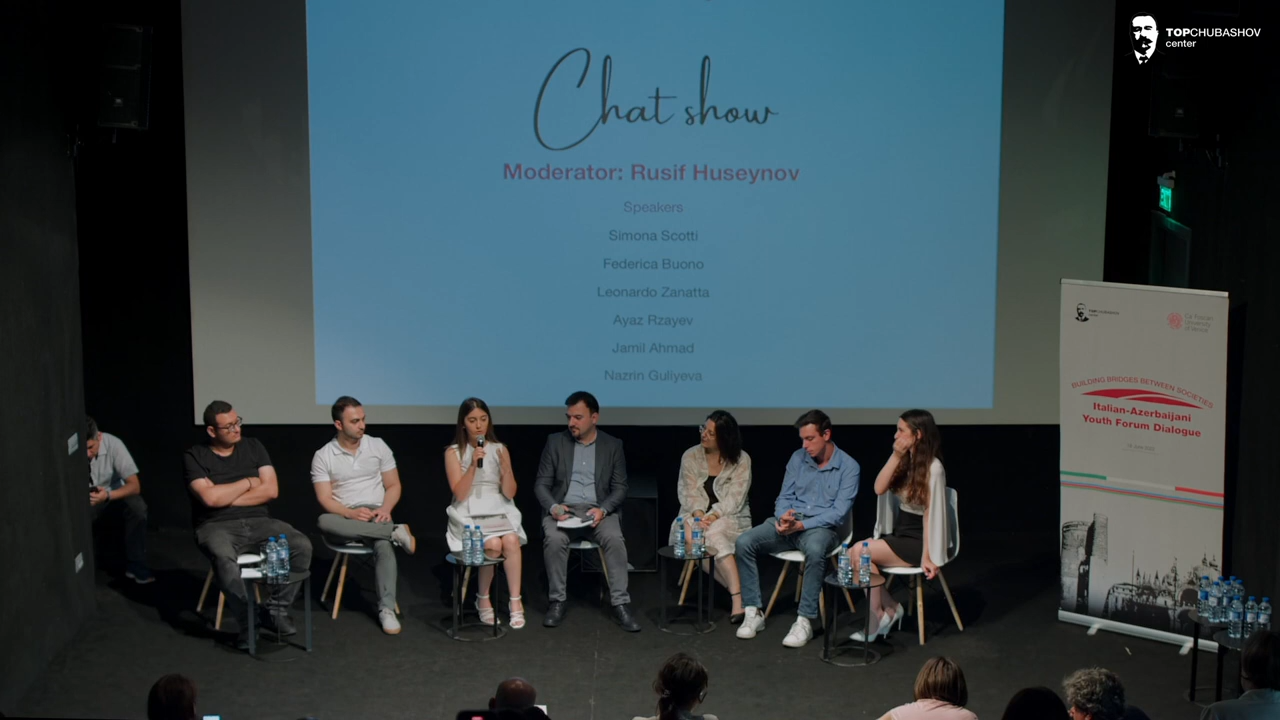 TOPCHUBASHOV
center
Chat show
Moderator: Rusif Huseynov
Speakers
Simona Scotti
Federica Buono
Leonardo Zanatta
Ayaz Rzayev
Jamil Ahmad
Nazrin Guliyeva
BUILDING BRIDGES BETWEEN SOCIETIES
Italian-Azerbaijani
Youth Forum Dialogue